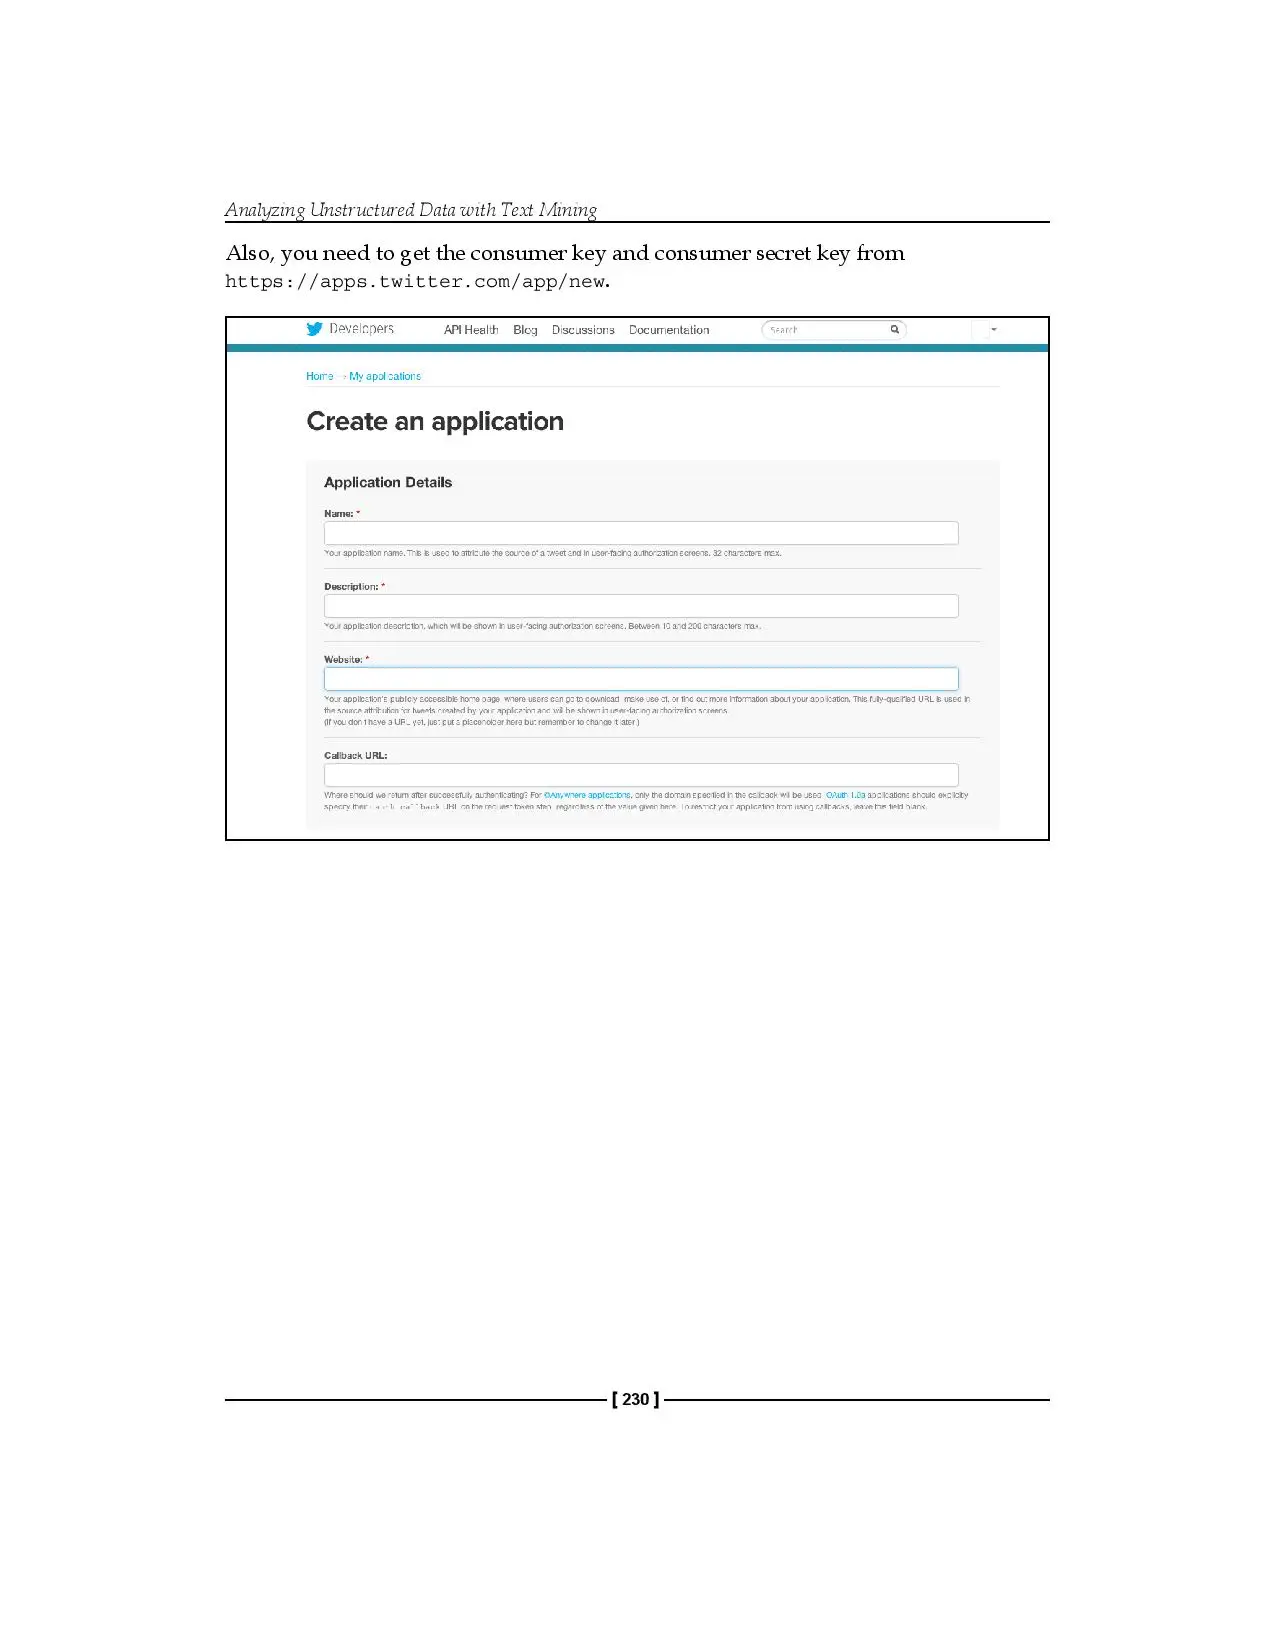 Analyzing Unstructured Data with Text Mining
Also, you need to get the consumer key and consumer secret key from
https://apps.twitter.com/app/new.
Developers API Health Blog Discussions Documentation Search
Home → My applications
Create an application
Application Details
Name: *
Your application name. This is used to attribute the source of a tweet and in user-facing authorization screens. 32 characters max.
Description: *
Your application description, which will be shown in user-facing authorization screens. Between 10 and 200 characters max.
Website: *
Your application's publicly accessible home page, where users can go to download, make use of, or find out more information about your application. This fully-qualified URL is used in
the source attribution for tweets created by your application and will be shown in user-facing authorization screens.
(If you don't have a URL yet, just put a placeholder here but remember to change it later.)
Callback URL:
Where should we return after successfully authenticating? For @Anywhere applications, only the domain specified in the callback will be used. OAuth 1.0a applications should explicitly
specify their oauth_callback URL on the request token step, regardless of the value given here. To restrict your application from using callbacks, leave this field blank.
[ 230 ]